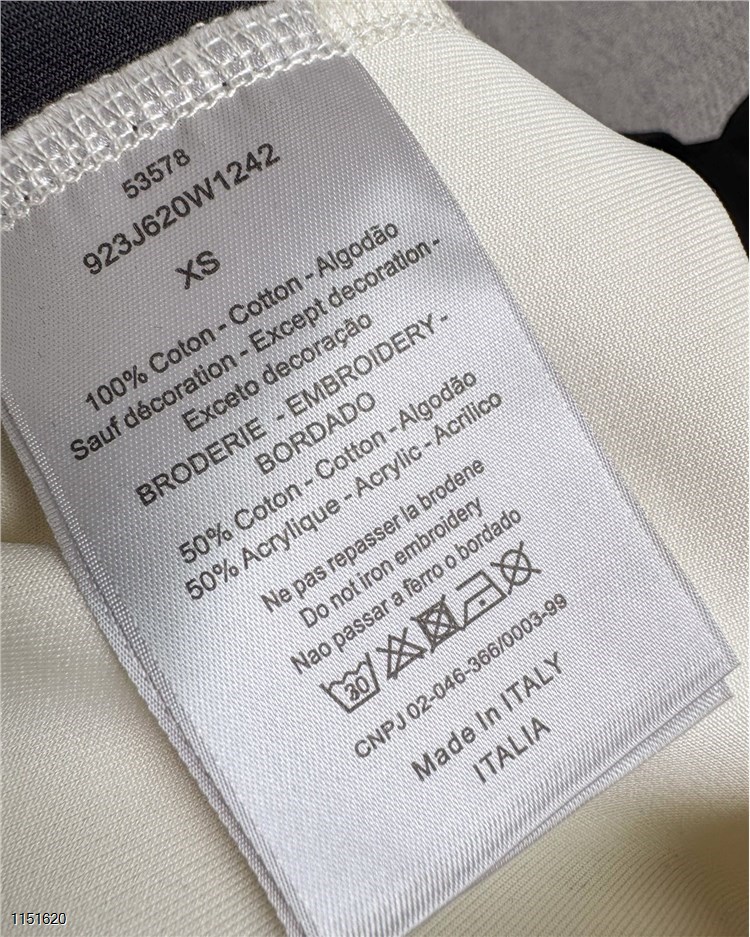 53578
923J620W1242
XS
100% Coton - Cotton - Algodão
Sauf décoration - Except decoration -
Exceto decoração
BRODERIE - EMBROIDERY -
BORDADO
50% Coton - Cotton - Algodão
50% Acrylique - Acrylic - Acrílico
Ne pas repasser la brodene
Do not iron embroidery
Nao passar a ferro o bordado
30
CNPJ 02-046-366/0003-99
Made In ITALY
ITALIA
1151620